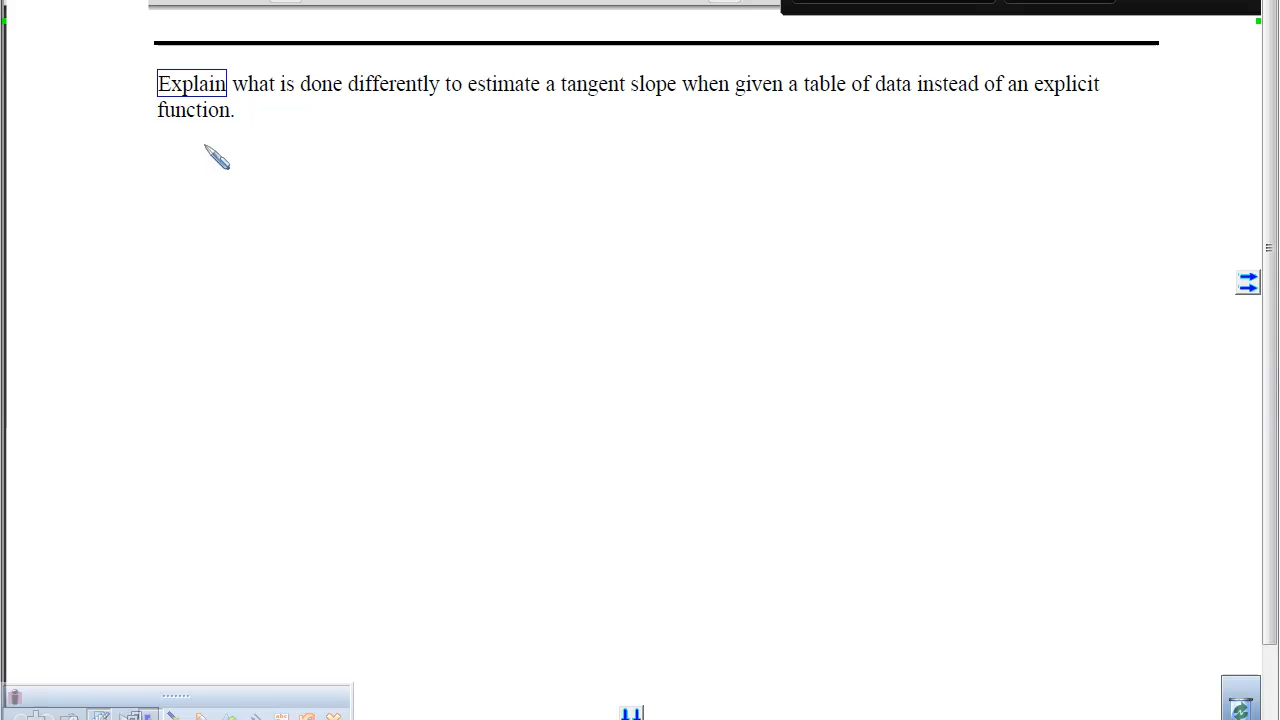 Explain what is done differently to estimate a tangent slope when given a table of data instead of an explicit
function.